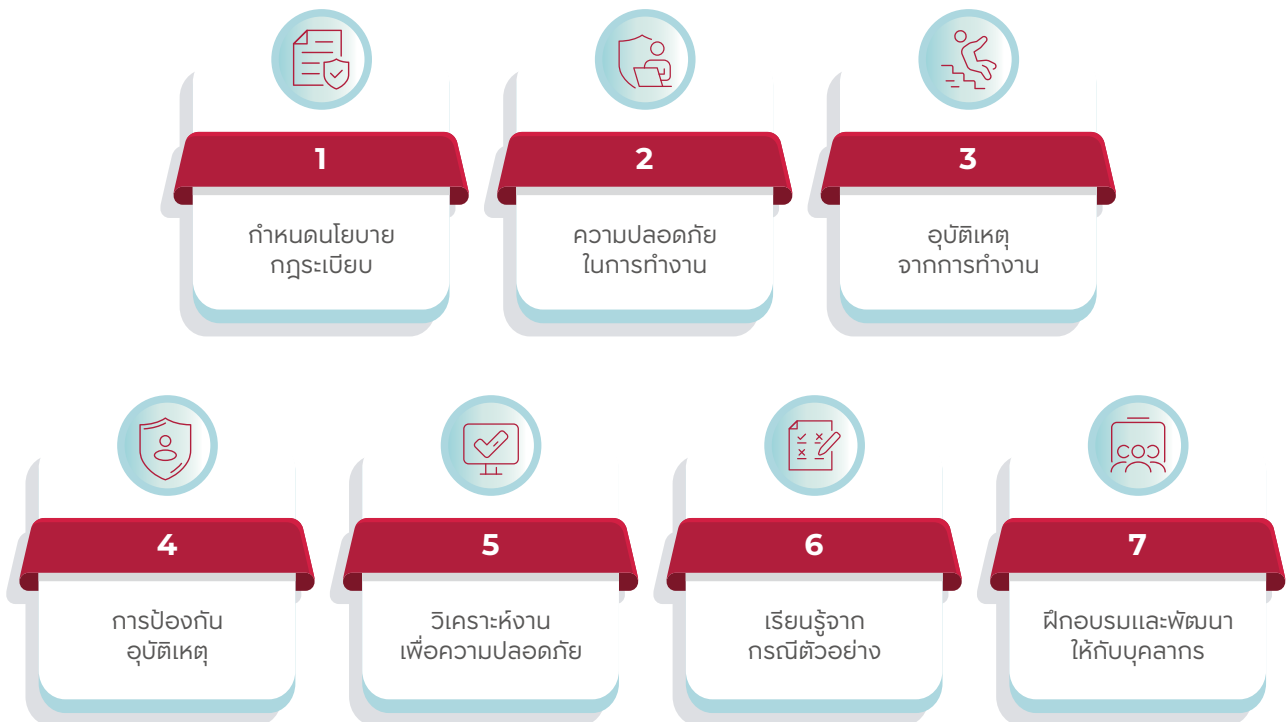 1
กำหนดนโยบาย
กฎระเบียบ
2
ความปลอดภัย
ในการทำงาน
3
อุบัติเหตุ
จากการทำงาน
4
การป้องกัน
อุบัติเหตุ
5
วิเคราะห์งาน
เพื่อความปลอดภัย
6
เรียนรู้จาก
กรณีตัวอย่าง
7
ฝึกอบรมและพัฒนา
ให้กับบุคลากร